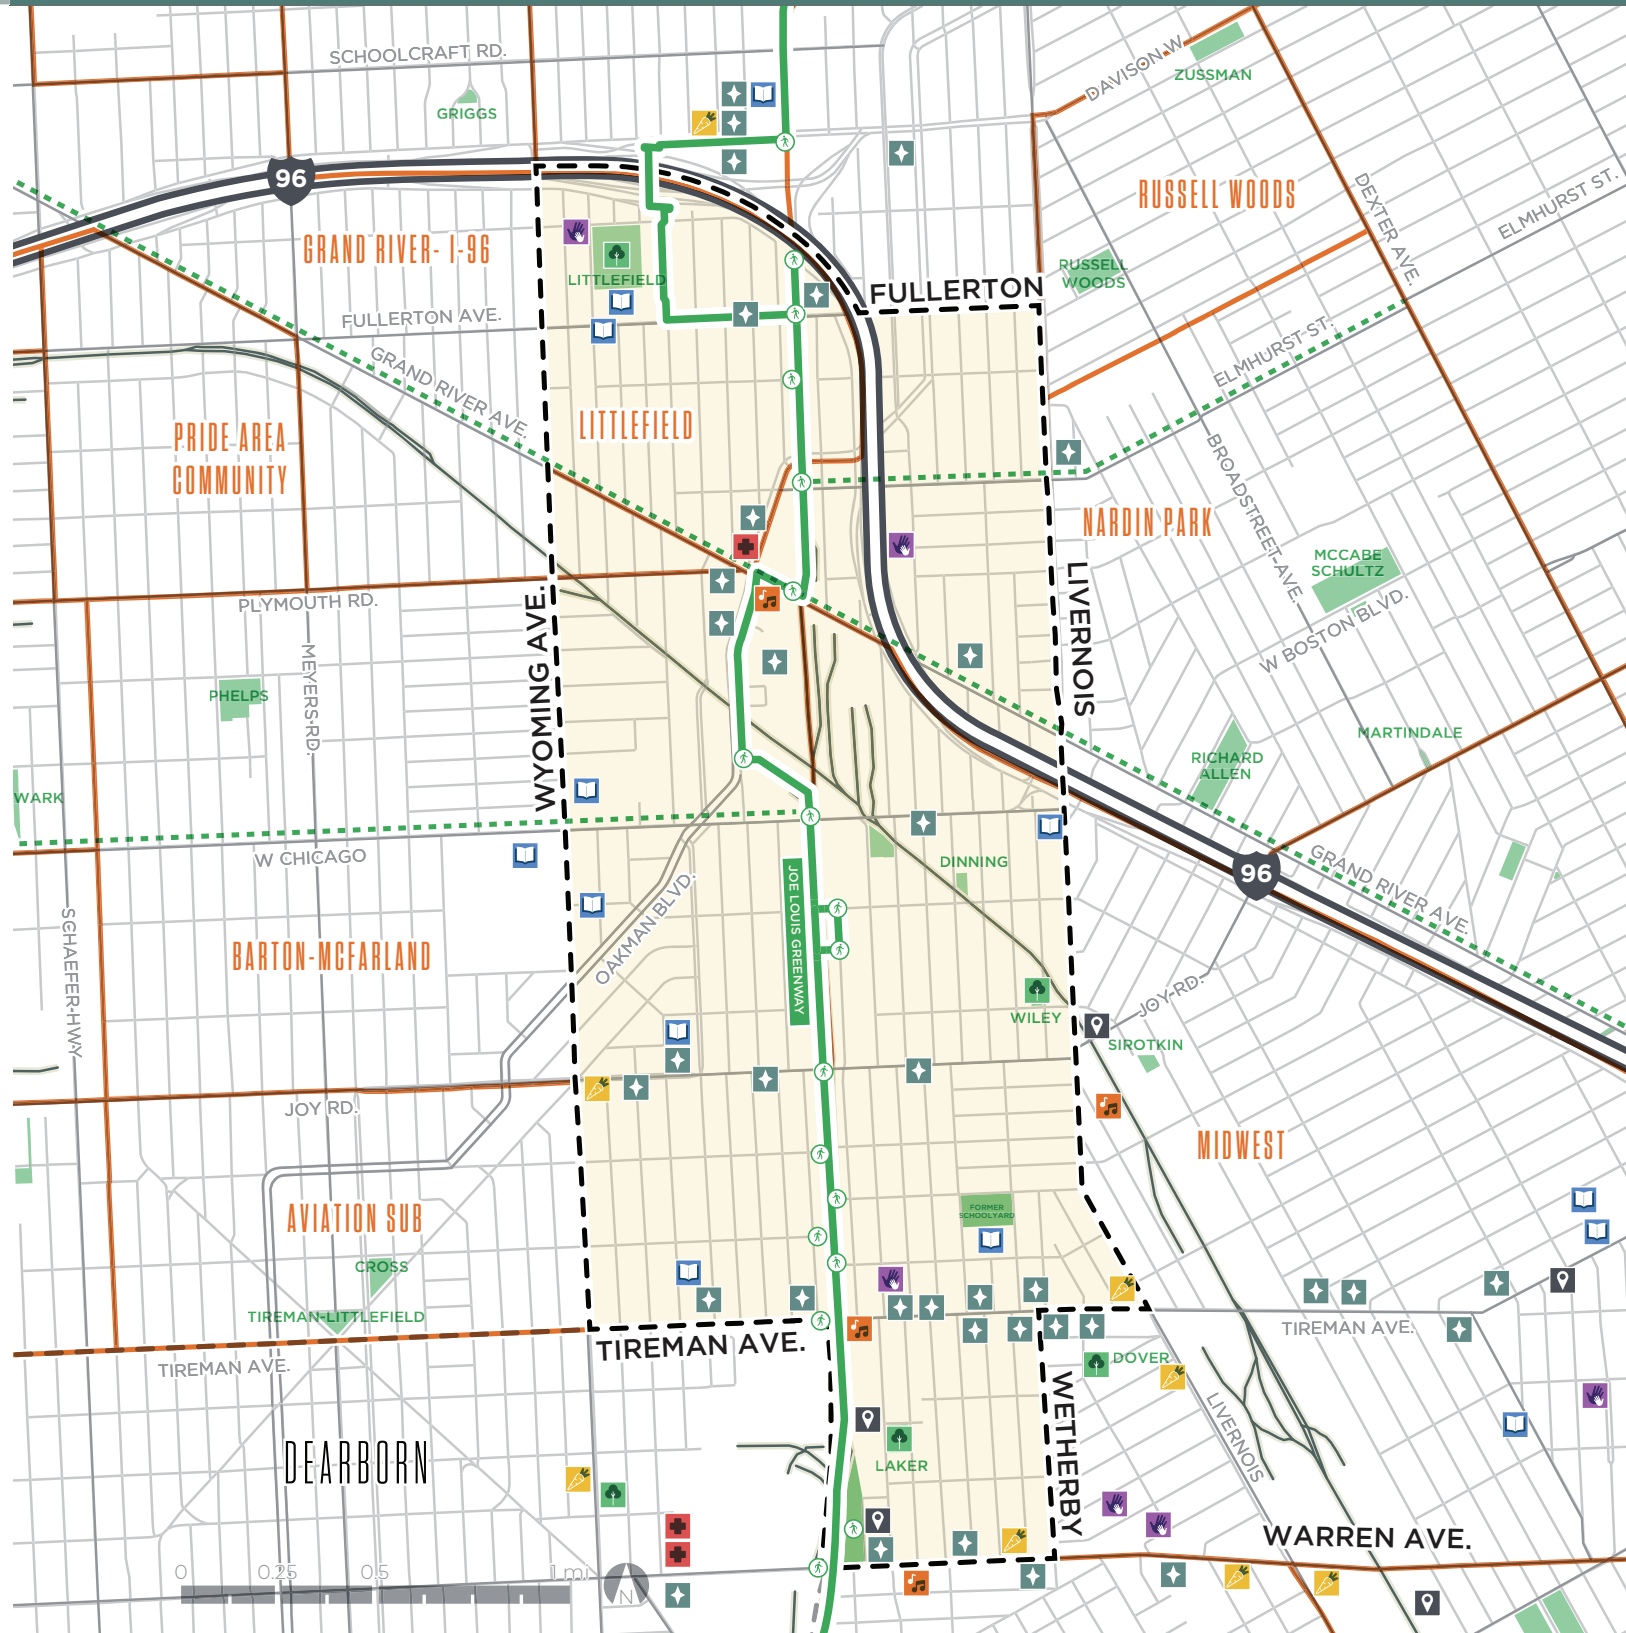 SCHOOLCRAFT RD.
GRIGGS
DAVISON W
ZUSSMAN
96
GRAND RIVER- I-96
LITTLEFIELD
FULLERTON AVE.
GRAND RIVER AVE.
FULLERTON
RUSSELL WOODS
DEXTER AVE.
ELMHURST ST.
RUSSELL
WOODS
ELMHURST ST.
PRIDE AREA
COMMUNITY
LITTLEFIELD
NARDIN PARK
BROADSTREET AVE.
MCCABE
SCHULTZ
W BOSTON BLVD.
PLYMOUTH RD.
WYOMING AVE.
LIVERNOIS
MEYERS RD.
PHELPS
MARTINDALE
RICHARD
ALLEN
WARK
W CHICAGO
DINNING
96
GRAND RIVER AVE.
JOE LOUIS GREENWAY
OAKMAN BLVD.
SCHAEFER HWY
BARTON-MCFARLAND
WILEY
JOY RD.
SIROTKIN
JOY RD.
MIDWEST
AVIATION SUB
FORMER
SCHOOLYARD
CROSS
TIREMAN-LITTLEFIELD
TIREMAN AVE.
TIREMAN AVE.
TIREMAN AVE.
DOVER
WETHERBY
LIVERNOIS
DEARBORN
LAKER
WARREN AVE.
0 0.25 0.5 1 mi
N